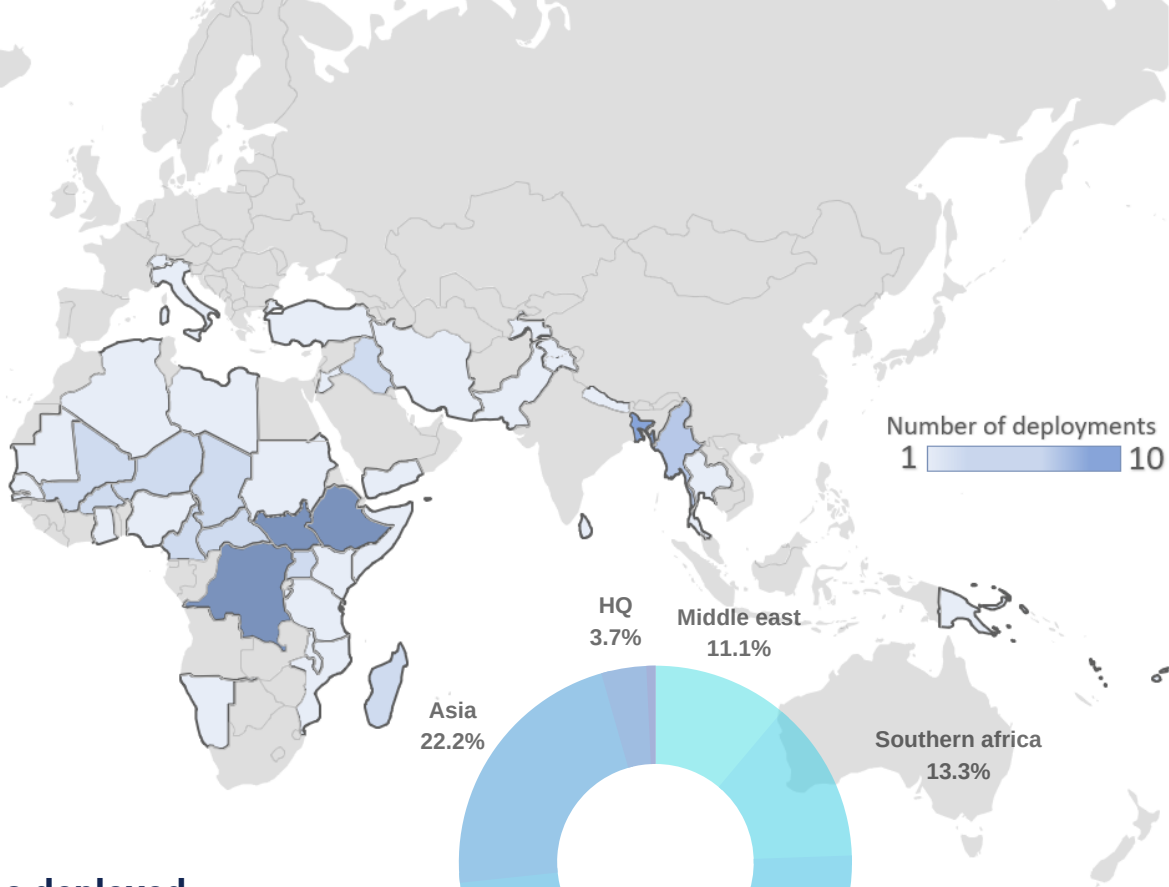 Number of deployments
1 10
HQ
3.7%
Middle east
11.1%
Asia
22.2%
Southern africa
13.3%
deployed